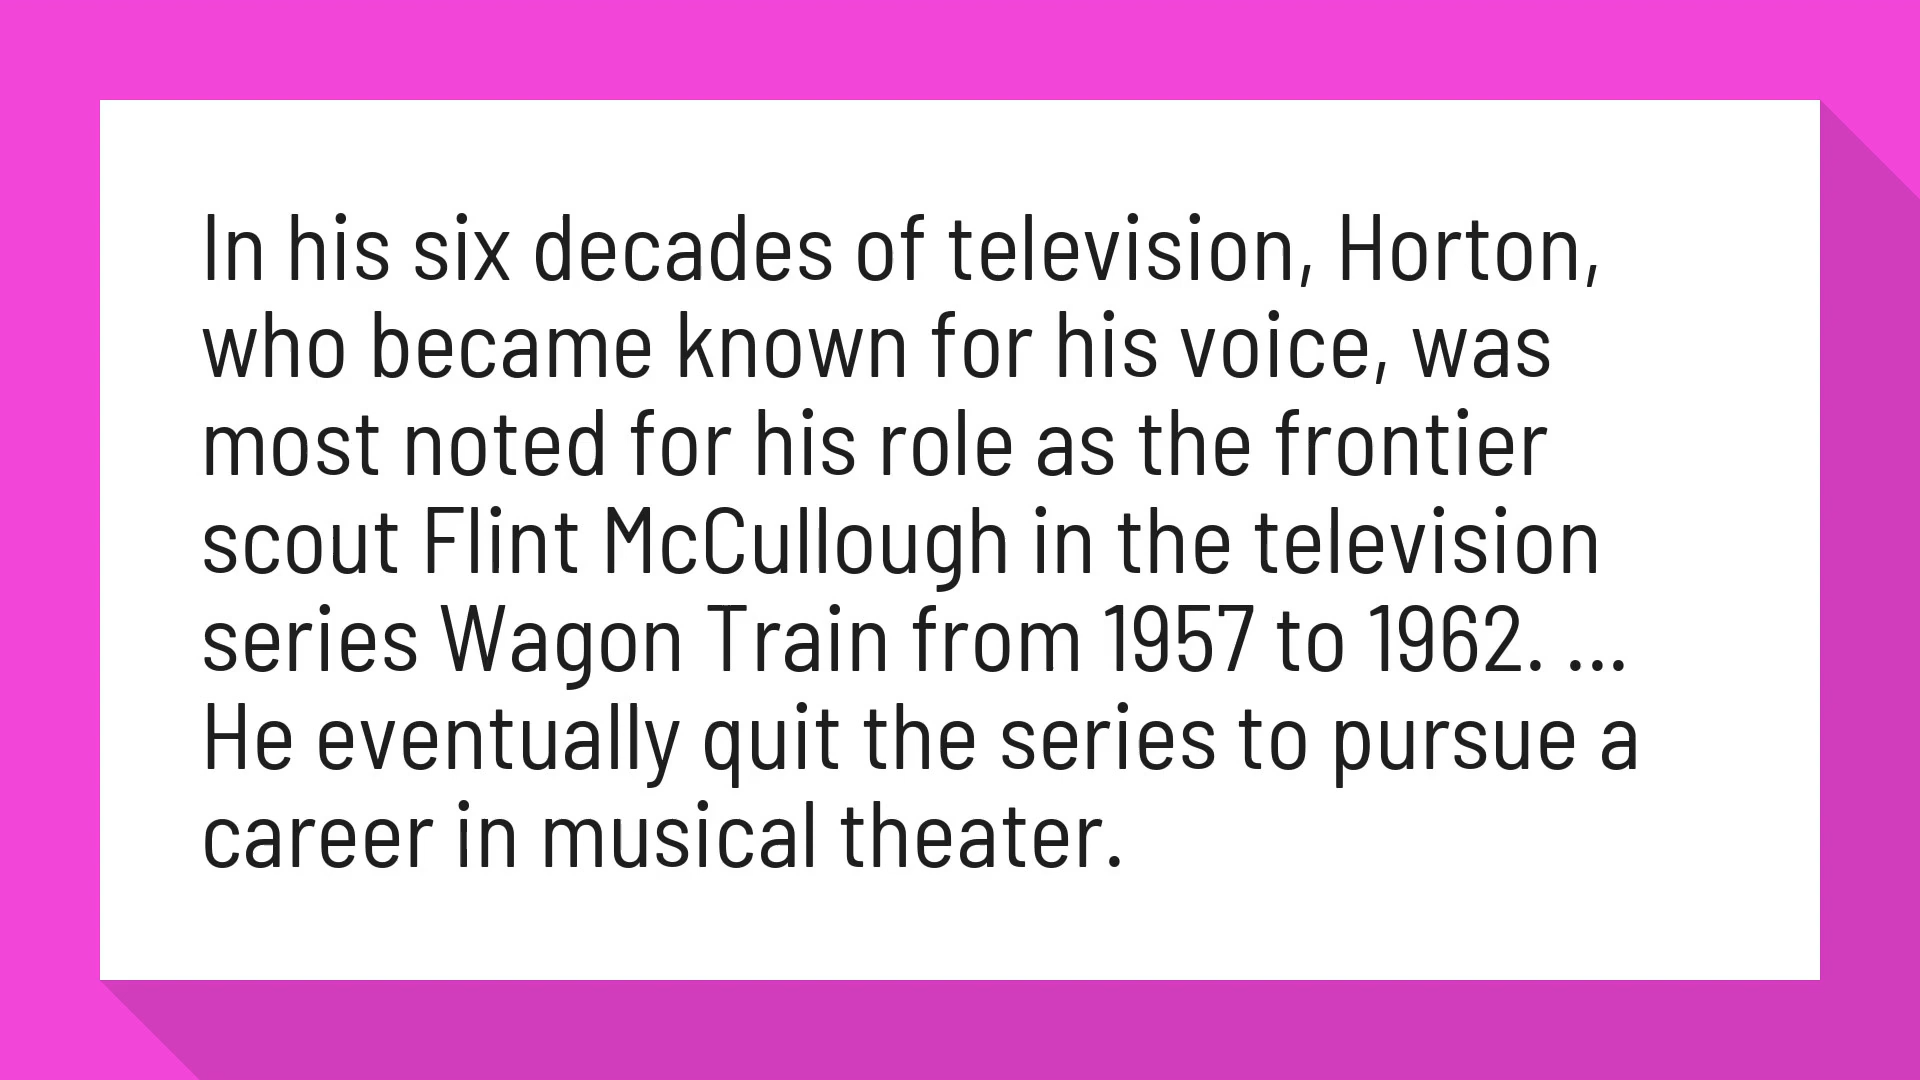 In his six decades of television, Horton,
who became known for his voice, was
most noted for his role as the frontier
scout Flint McCullough in the television
series Wagon Train from 1957 to 1962. ...
He eventually quit the series to pursue a
career in musical theater.